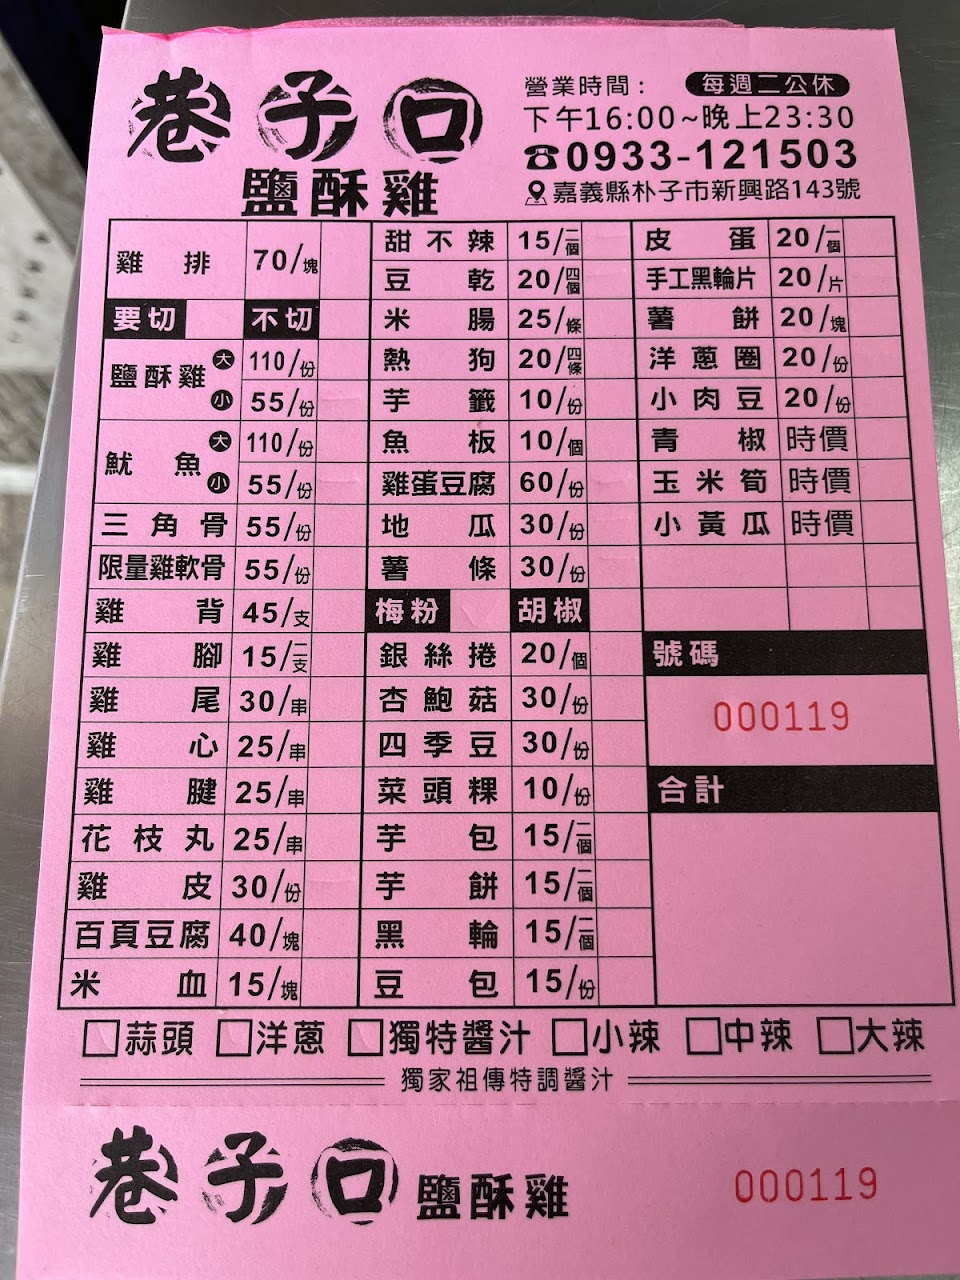 巷子口
鹽酥雞
營業時間： 每週二公休
下午16:00~晚上23:30
☎0933-121503
嘉義縣朴子市新興路143號
雞排 70/塊
要切 不切
鹽酥雞 大 110/份
小 55/份
魷魚 大 110/份
小 55/份
三角骨 55/份
限量雞軟骨 55/份
雞背 45/支
雞腳 15/二支
雞尾 30/串
雞心 25/串
雞腱 25/串
花枝丸 25/串
雞皮 30/份
百頁豆腐 40/塊
米血 15/塊
甜不辣 15/二個
豆乾 20/四個
米腸 25/條
熱狗 20/四條
芋籤 10/份
魚板 10/個
雞蛋豆腐 60/份
地瓜 30/份
薯條 30/份
梅粉 胡椒
銀絲捲 20/個
杏鮑菇 30/份
四季豆 30/份
菜頭粿 10/份
芋包 15/二個
芋餅 15/二個
黑輪 15/二個
豆包 15/份
皮蛋 20/一個
手工黑輪片 20/片
薯餅 20/塊
洋蔥圈 20/份
小肉豆 20/份
青椒 時價
玉米筍 時價
小黃瓜 時價
號碼
000119
合計
□蒜頭 □洋蔥 □獨特醬汁 □小辣 □中辣 □大辣
獨家祖傳特調醬汁
巷子口 鹽酥雞 000119